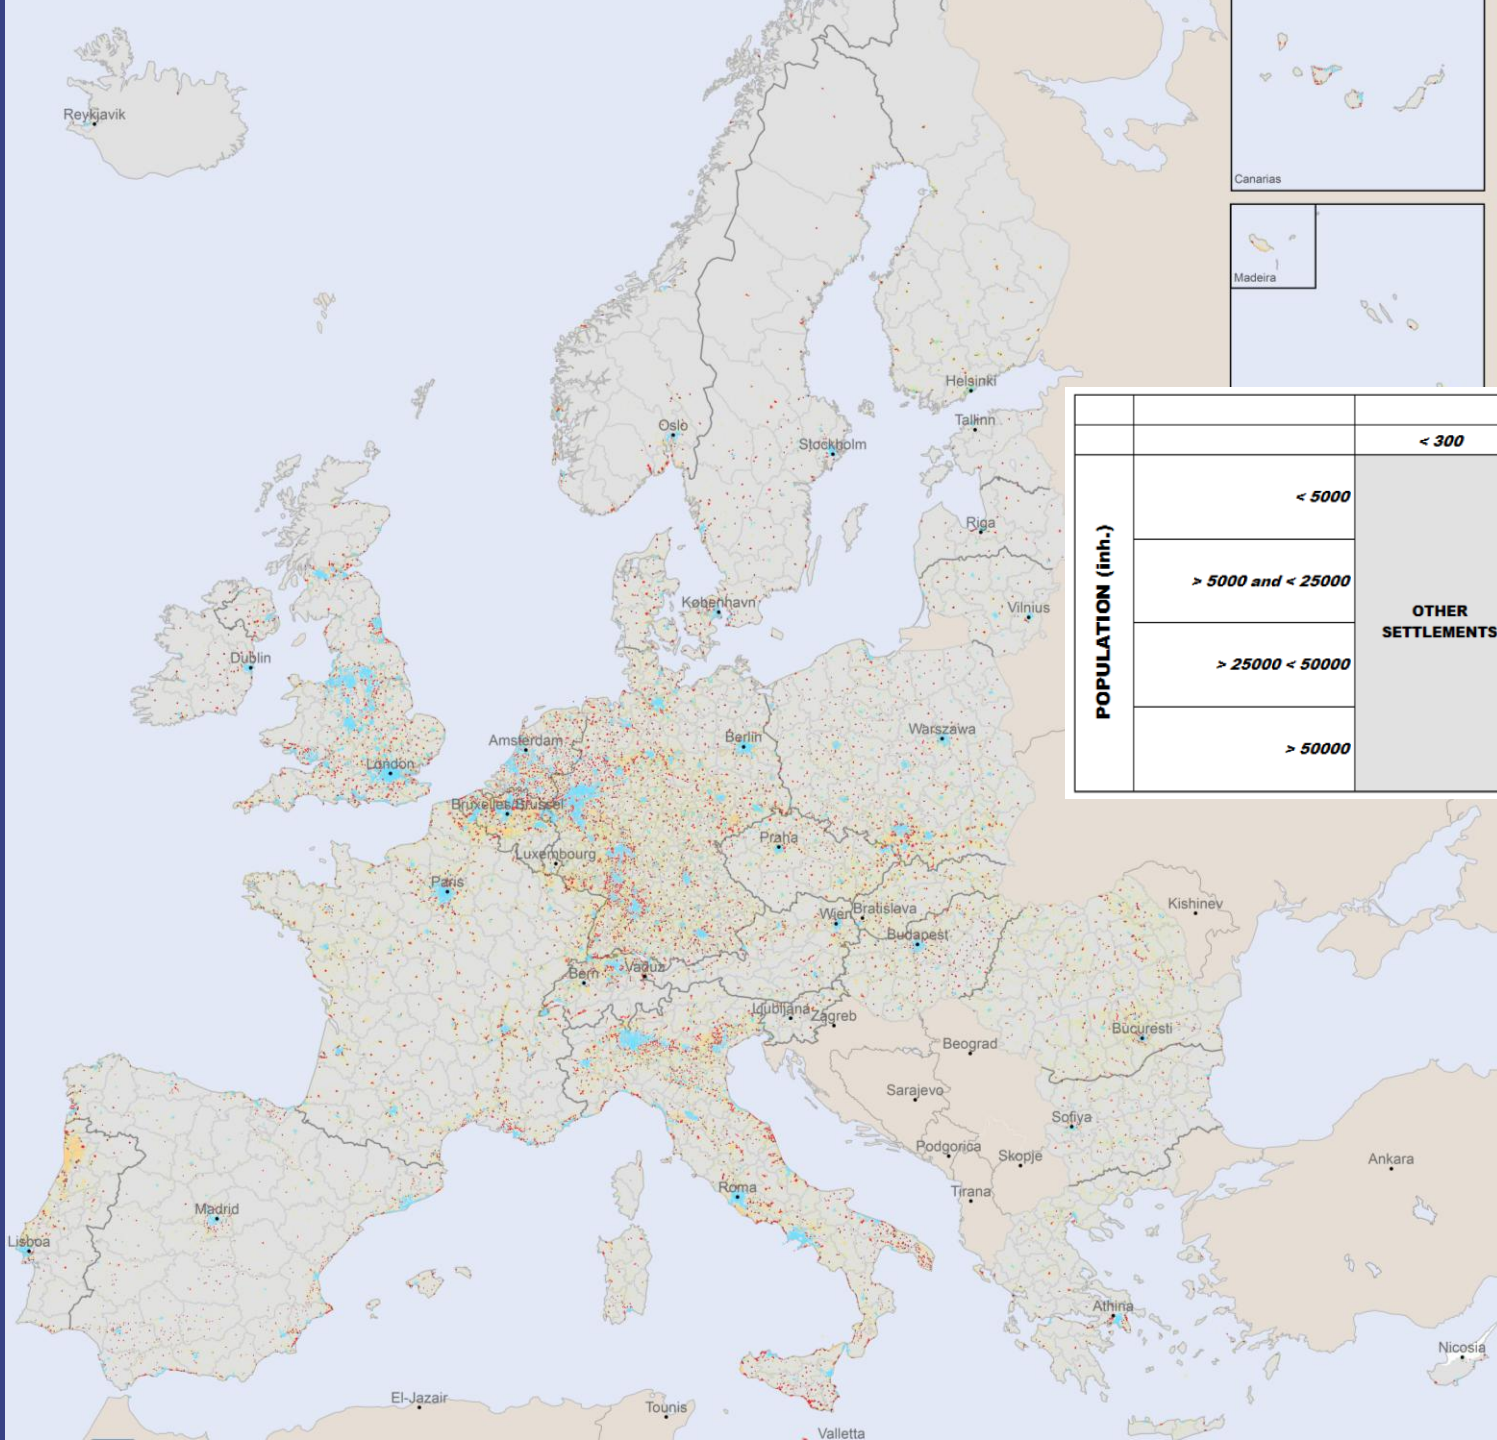 Reykjavik
Canarias
Madeira
Helsinki
Tallinn
Oslo
Stockholm
Riga
København
Vilnius
Dublin
Amsterdam
Berlin
Warszawa
London
Bruxelles/Brussel
Praha
Luxembourg
Paris
Kishinev
Wien
Bratislava
Budapest
Bern
Vaduz
Ljubljana
Zagreb
Bucuresti
Beograd
Sarajevo
Sofiya
Podgorica
Skopje
Ankara
Roma
Tirana
Madrid
Lisboa
Athina
Nicosia
El-Jazair
Tounis
Valletta
< 300
POPULATION (inh.)
< 5000
> 5000 and < 25000
> 25000 < 50000
> 50000
OTHER
SETTLEMENTS